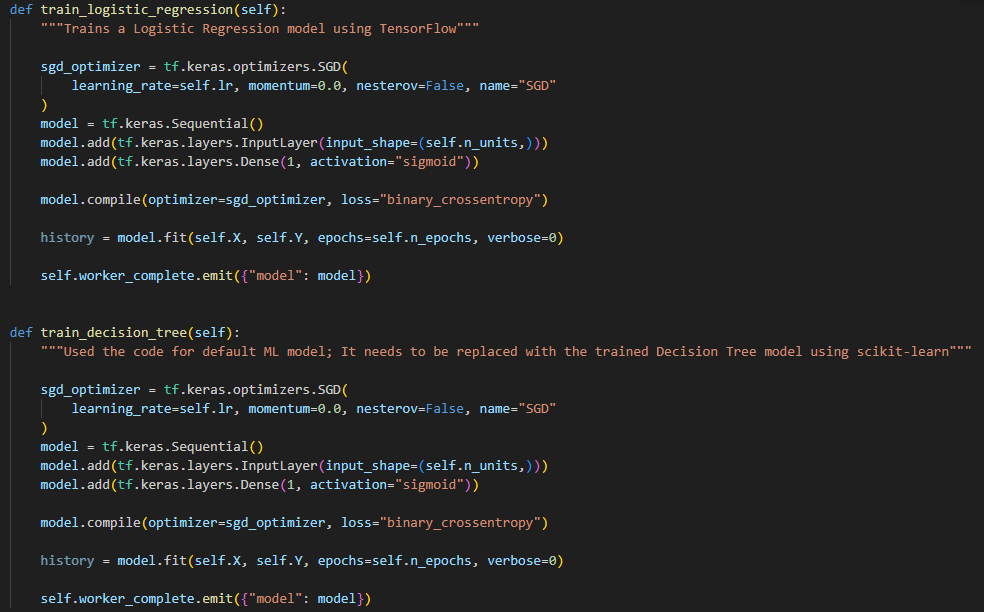 def train_logistic_regression(self):
"""Trains a Logistic Regression model using TensorFlow"""
sgd_optimizer = tf.keras.optimizers.SGD(
learning_rate=self.lr, momentum=0.0, nesterov=False, name="SGD"
)
model = tf.keras.Sequential()
model.add(tf.keras.layers.InputLayer(input_shape=(self.n_units,)))
model.add(tf.keras.layers.Dense(1, activation="sigmoid"))
model.compile(optimizer=sgd_optimizer, loss="binary_crossentropy")
history = model.fit(self.X, self.Y, epochs=self.n_epochs, verbose=0)
self.worker_complete.emit({"model": model})
def train_decision_tree(self):
"""Used the code for default ML model; It needs to be replaced with the trained Decision Tree model using scikit-learn"""
sgd_optimizer = tf.keras.optimizers.SGD(
learning_rate=self.lr, momentum=0.0, nesterov=False, name="SGD"
)
model = tf.keras.Sequential()
model.add(tf.keras.layers.InputLayer(input_shape=(self.n_units,)))
model.add(tf.keras.layers.Dense(1, activation="sigmoid"))
model.compile(optimizer=sgd_optimizer, loss="binary_crossentropy")
history = model.fit(self.X, self.Y, epochs=self.n_epochs, verbose=0)
self.worker_complete.emit({"model": model})